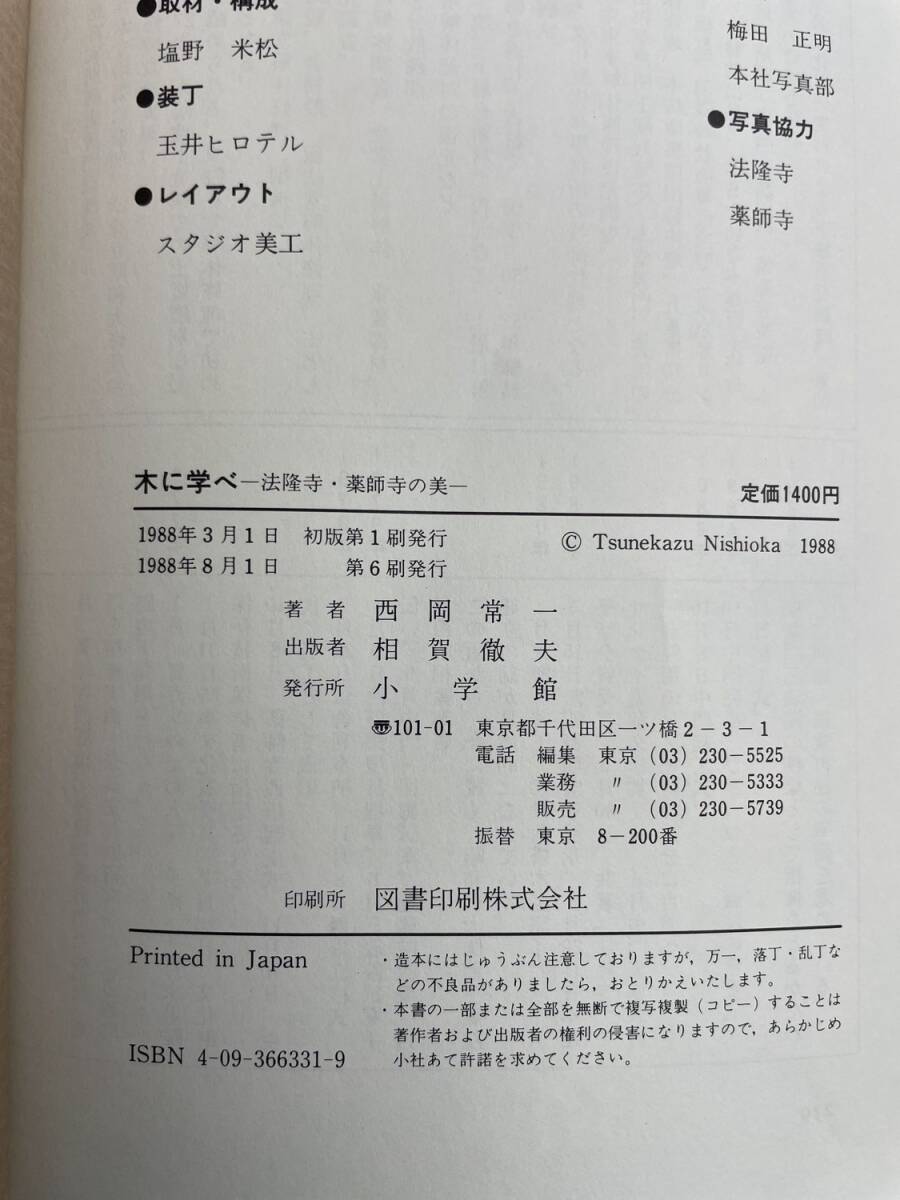 ●取材・構成
塩野　米松
●装丁
玉井ヒロテル
●レイアウト
スタジオ美工
梅田　正明
本社写真部
●写真協力
法隆寺
薬師寺
木に学べ―法隆寺・薬師寺の美―
定価1400円
1988年3月1日　初版第1刷発行
1988年8月1日　第6刷発行
© Tsunekazu Nishioka 1988
著者　西岡常一
出版者　相賀徹夫
発行所　小学館
〠101-01　東京都千代田区一ツ橋2－3－1
電話　編集　東京（03）230－5525
業務　〃（03）230－5333
販売　〃（03）230－5739
振替　東京　8－200番
印刷所　図書印刷株式会社
Printed in Japan
ISBN 4-09-366331-9
・造本にはじゅうぶん注意しておりますが，万一，落丁・乱丁な
どの不良品がありましたら，おとりかえいたします。
・本書の一部または全部を無断で複写複製（コピー）することは
著作者および出版者の権利の侵害になりますので，あらかじめ
小社あて許諾を求めてください。